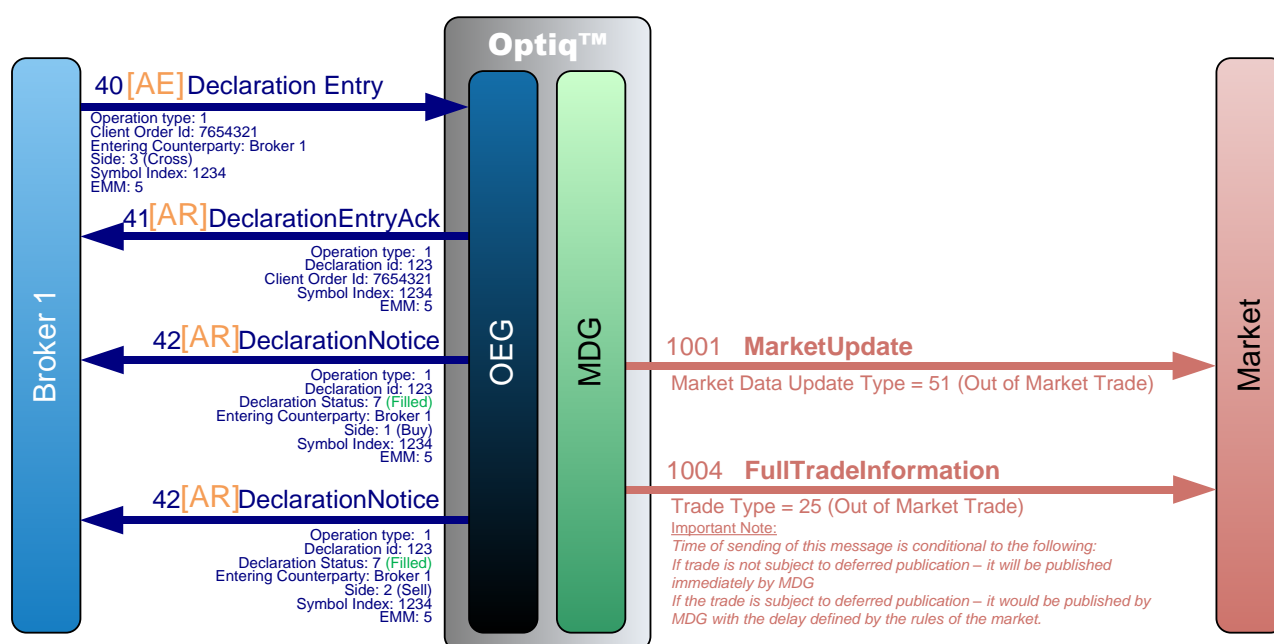 Optiq™
Broker 1
OEG
MDG
Market
40 [AE] Declaration Entry
Operation type: 1
Client Order Id: 7654321
Entering Counterparty: Broker 1
Side: 3 (Cross)
Symbol Index: 1234
EMM: 5
41[AR]DeclarationEntryAck
Operation type:  1
Declaration id: 123
Client Order Id: 7654321
Symbol Index: 1234
EMM: 5
42[AR]DeclarationNotice
Operation type:  1
Declaration id: 123
Declaration Status: 7 (Filled)
Entering Counterparty: Broker 1
Side: 1 (Buy)
Symbol Index: 1234
EMM: 5
42[AR]DeclarationNotice
Operation type:  1
Declaration id: 123
Declaration Status: 7 (Filled)
Entering Counterparty: Broker 1
Side: 2 (Sell)
Symbol Index: 1234
EMM: 5
1001 MarketUpdate
Market Data Update Type = 51 (Out of Market Trade)
1004 FullTradeInformation
Trade Type = 25 (Out of Market Trade)
Important Note:
Time of sending of this message is conditional to the following:
If trade is not subject to deferred publication – it will be published
immediately by MDG
If the trade is subject to deferred publication – it would be published by
MDG with the delay defined by the rules of the market.